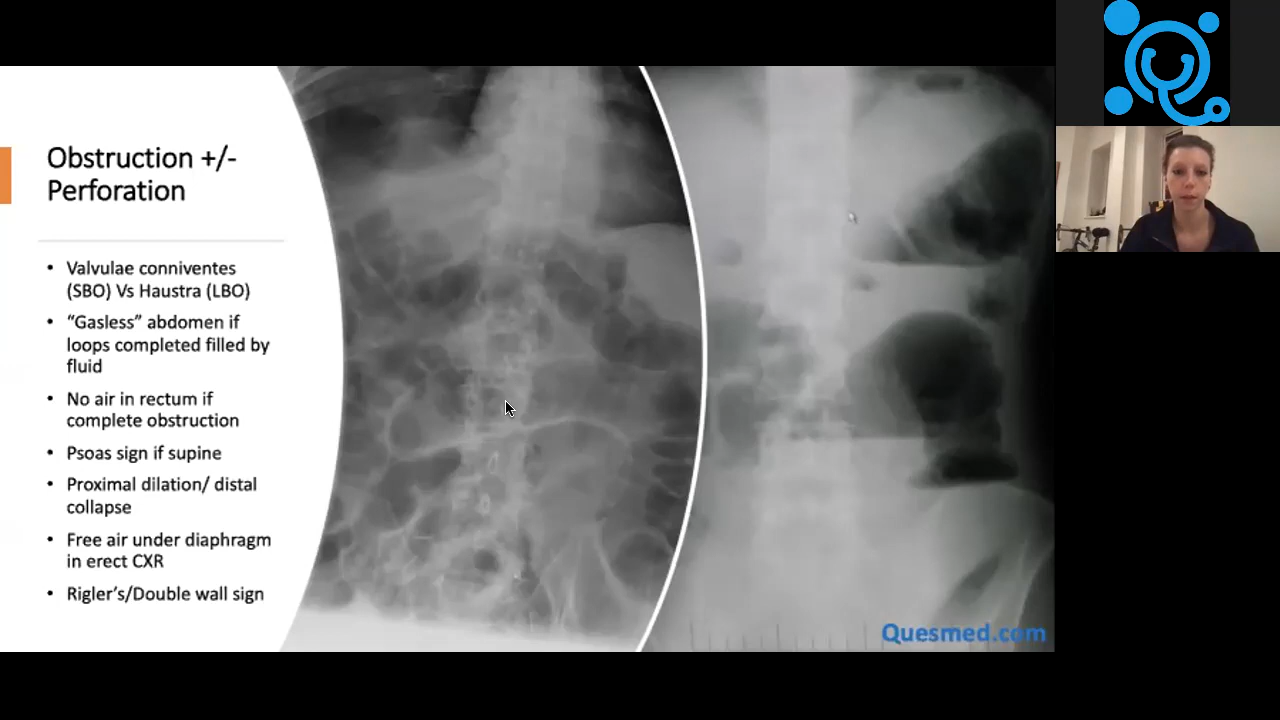 Obstruction +/-
Perforation
• Valvulae conniventes
(SBO) Vs Haustra (LBO)
• “Gasless” abdomen if
loops completed filled by
fluid
• No air in rectum if
complete obstruction
• Psoas sign if supine
• Proximal dilation/ distal
collapse
• Free air under diaphragm
in erect CXR
• Rigler’s/Double wall sign
Quesmed.com